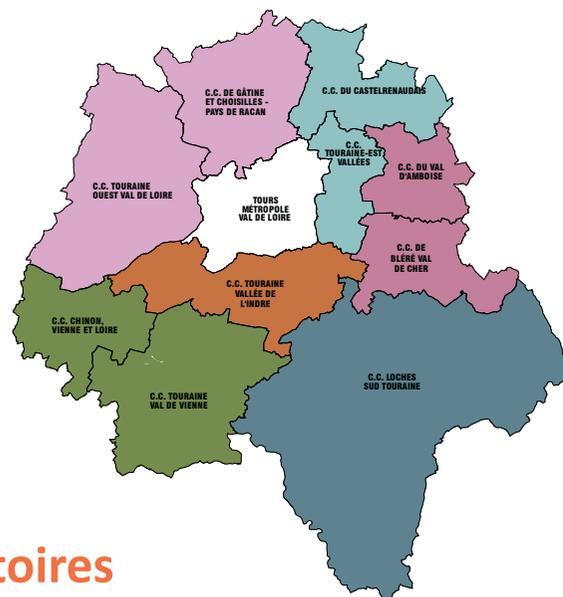 C.C. DE GÂTINE
ET CHOISILLES -
PAYS DE RACAN
C.C. DU CASTELRENAUDAIS
C.C.
TOURAINE-EST
VALLÉES
C.C. DU VAL
D'AMBOISE
C.C. TOURAINE
OUEST VAL DE LOIRE
TOURS
MÉTROPOLE
VAL DE LOIRE
C.C. DE
BLÉRÉ VAL
DE CHER
C.C. TOURAINE
VALLÉE DE
L'INDRE
C.C. CHINON,
VIENNE ET LOIRE
C.C. LOCHES
SUD TOURAINE
C.C. TOURAINE
VAL DE VIENNE
toires